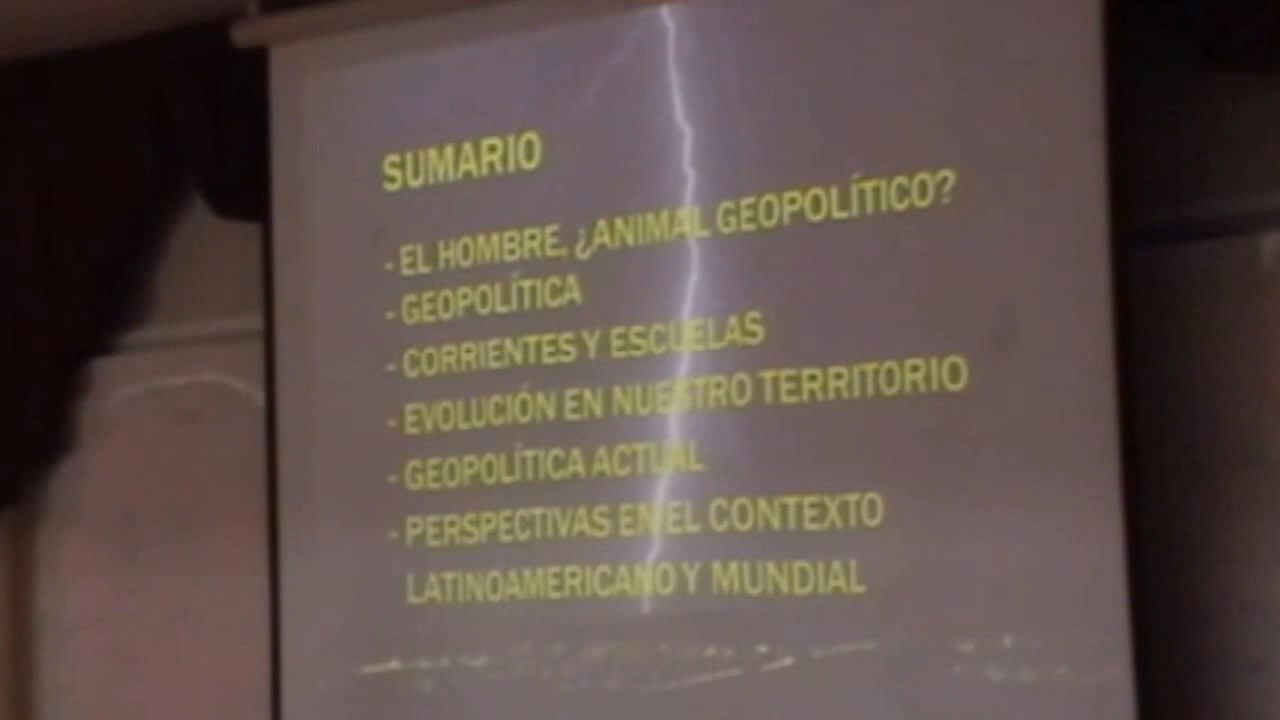 SUMARIO
- EL HOMBRE, ¿ANIMAL GEOPOLÍTICO?
- GEOPOLÍTICA
- CORRIENTES Y ESCUELAS
- EVOLUCIÓN EN NUESTRO TERRITORIO
- GEOPOLÍTICA ACTUAL
- PERSPECTIVAS EN EL CONTEXTO
LATINOAMERICANO Y MUNDIAL